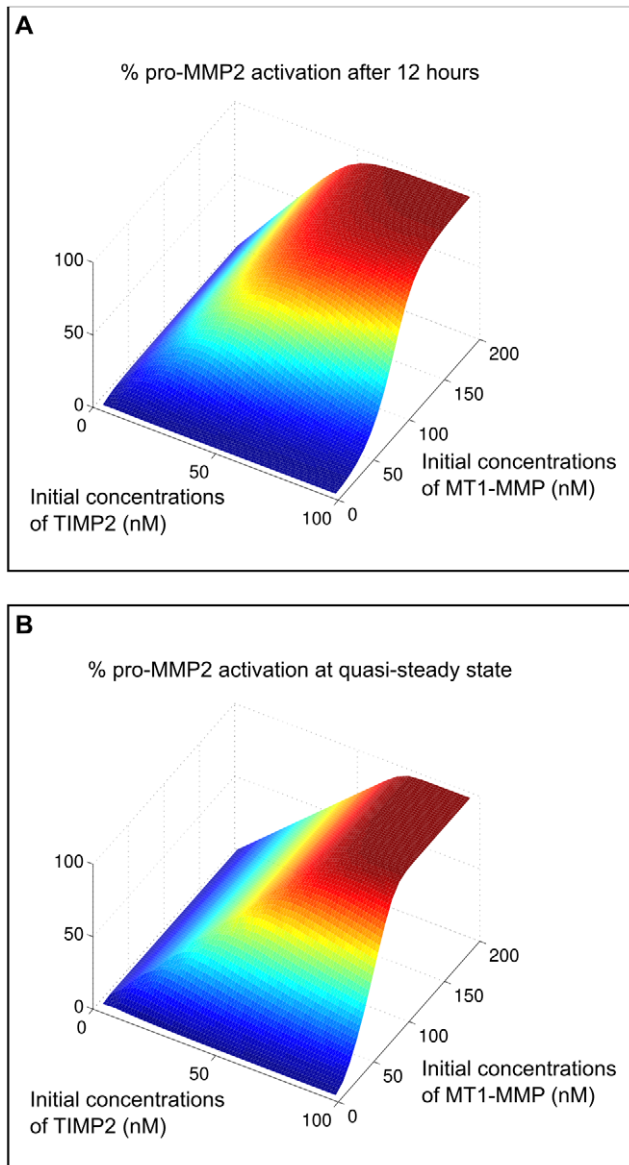 A
% pro-MMP2 activation after 12 hours
100
50
0
0
50
100
Initial concentrations
of TIMP2 (nM)
0
50
100
150
200
Initial concentrations
of MT1-MMP (nM)
B
% pro-MMP2 activation at quasi-steady state
100
50
0
0
50
100
Initial concentrations
of TIMP2 (nM)
0
50
100
150
200
Initial concentrations
of MT1-MMP (nM)